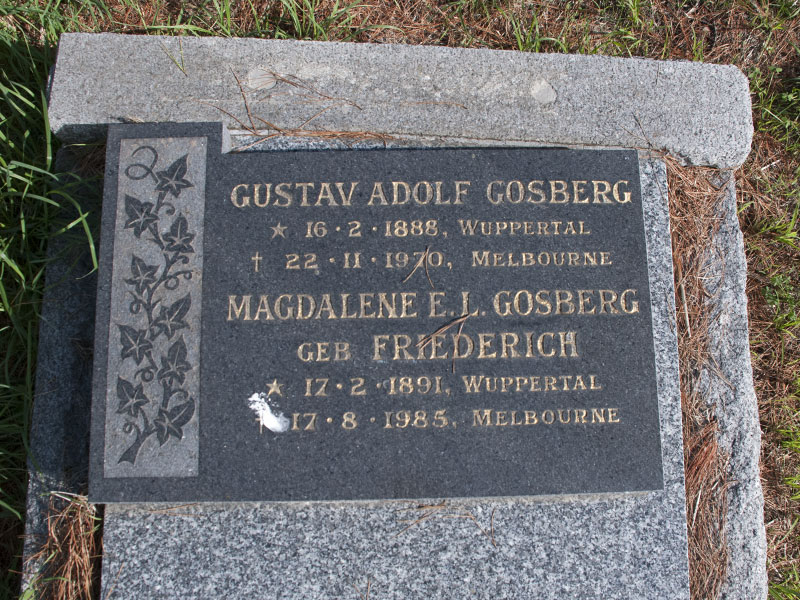 GUSTAV ADOLF GOSBERG
★ 16·2·1888, WUPPERTAL
† 22·11·1970, MELBOURNE
MAGDALENE E.L. GOSBERG
GEB FRIEDERICH
★ 17·2·1891, WUPPERTAL
17·8·1985, MELBOURNE